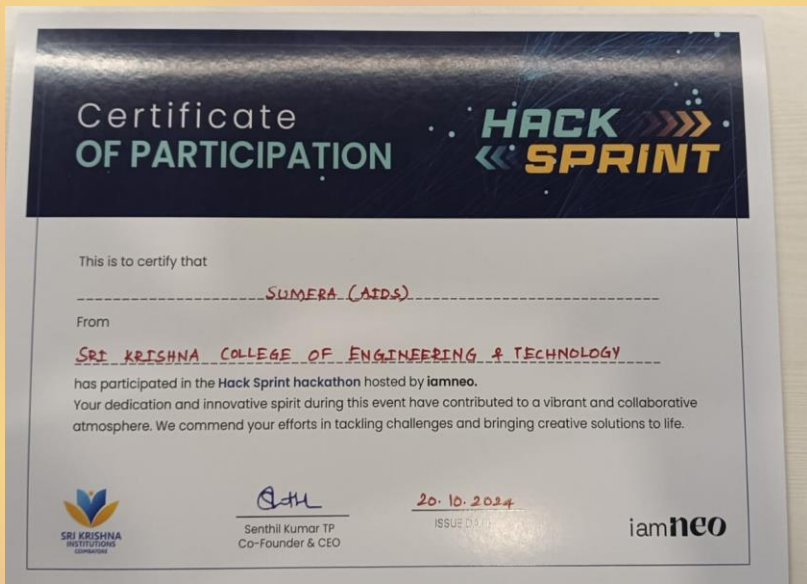 Certificate
OF PARTICIPATION
HACK
SPRINT
This is to certify that
SUMERA (AIDS)
From
SRI KRISHNA COLLEGE OF ENGINEERING & TECHNOLOGY
has participated in the Hack Sprint hackathon hosted by iamneo.
Your dedication and innovative spirit during this event have contributed to a vibrant and collaborative
atmosphere. We commend your efforts in tackling challenges and bringing creative solutions to life.
SRI KRISHNA
INSTITUTIONS
COIMBATORE
Senthil Kumar TP
Co-Founder & CEO
20.10.2024
ISSUE DATE
iamneo